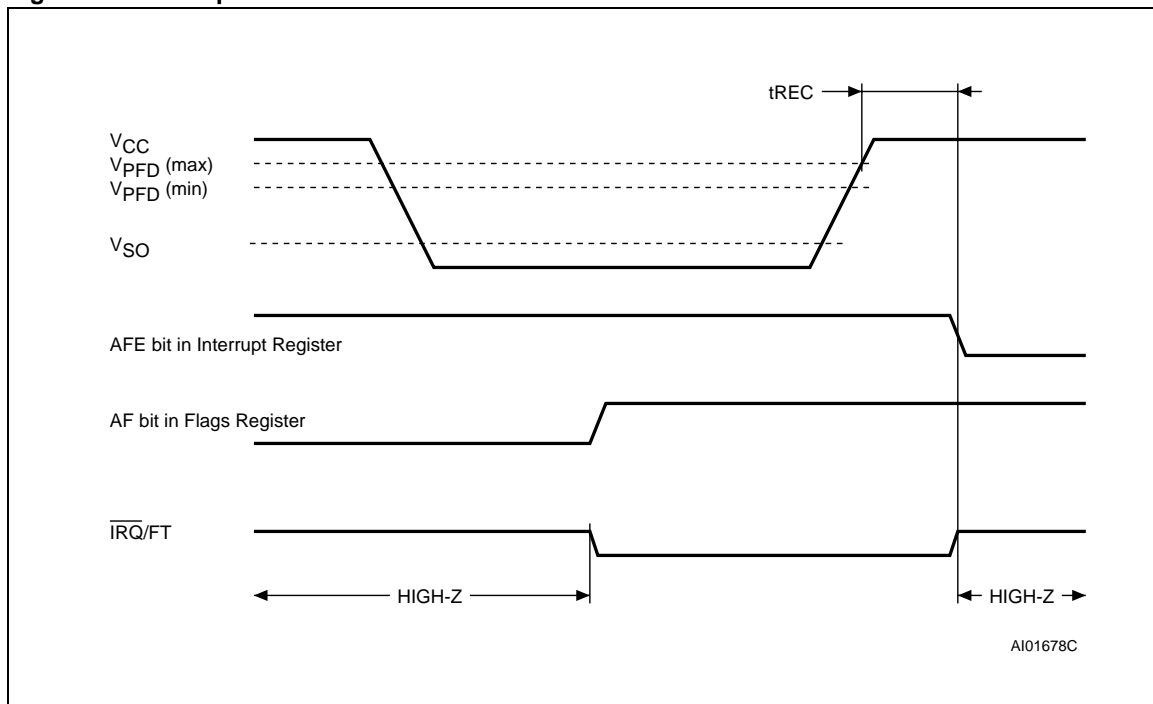 tREC
VCC
VPFD (max)
VPFD (min)
VSO
AFE bit in Interrupt Register
AF bit in Flags Register
IRQ/FT
HIGH-Z
HIGH-Z
AI01678C